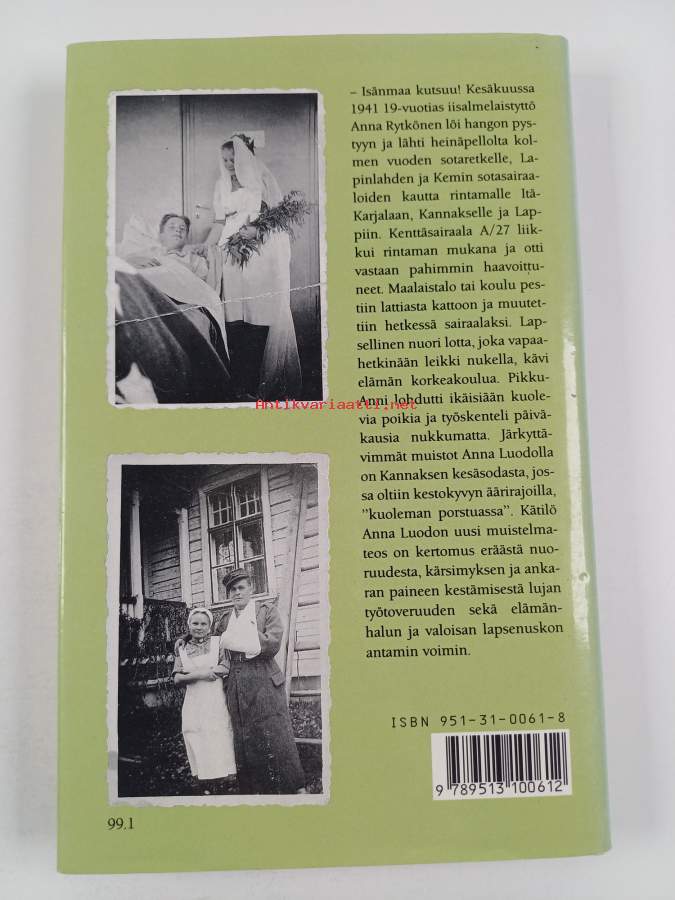 – Isänmaa kutsuu! Kesäkuussa
1941 19-vuotias iisalmelaistyttö
Anna Rytkönen löi hangon pys-
tyyn ja lähti heinäpellolta kol-
men vuoden sotaretkelle, La-
pinlahden ja Kemin sotasairaa-
loiden kautta rintamalle Itä-
Karjalaan, Kannakselle ja Lap-
piin. Kenttäsairaala A/27 liik-
kui rintaman mukana ja otti
vastaan pahimmin haavoittu-
neet. Maalaistalo tai koulu pes-
tiin lattiasta kattoon ja muutet-
tiin hetkessä sairaalaksi. Lap-
sellinen nuori lotta, joka vapaa-
hetkinään leikki nukella, kävi
elämän korkeakoulua. Pikku-
Anni lohdutti ikäisiään kuole-
via poikia ja työskenteli päivä-
kausia nukkumatta. Järkyttä-
vimmät muistot Anna Luodolla
on Kannaksen kesäsodasta, jos-
sa oltiin kestokyvyn äärirajoilla,
"kuoleman porstuassa". Kätilö
Anna Luodon uusi muistelma-
teos on kertomus eräästä nuo-
ruudesta, kärsimyksen ja anka-
ran paineen kestämisestä lujan
työtoveruuden sekä elämän-
halun ja valoisan lapsenuskon
antamin voimin.
ISBN 951-31-0061-8
9 789513 100612
99.1
Antikvariaatti.net